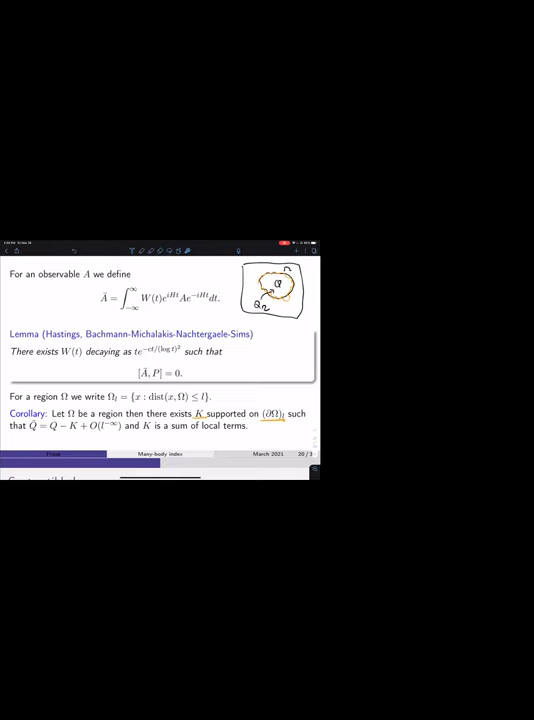 For an observable A we define
Ā = ∫_{-∞}^{∞} W(t)e^{iHt}Ae^{-iHt}dt.
Ω
Q
Q_Ω
Lemma (Hastings, Bachmann-Michalakis-Nachtergaele-Sims)
There exists W(t) decaying as te^{-ct/(log t)^2} such that
[Ā, P] = 0.
For a region Ω we write Ω_l = {x : dist(x, Ω) ≤ l}.
Corollary: Let Ω be a region then there exists K supported on (∂Ω)_l such
that Q̄ = Q − K + O(l^{-∞}) and K is a sum of local terms.
Many-body index
March 2021